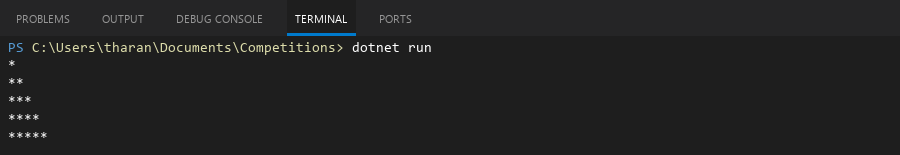 PROBLEMS OUTPUT DEBUG CONSOLE TERMINAL PORTS
PS C:\Users\tharan\Documents\Competitions> dotnet run
*
**
***
****
*****